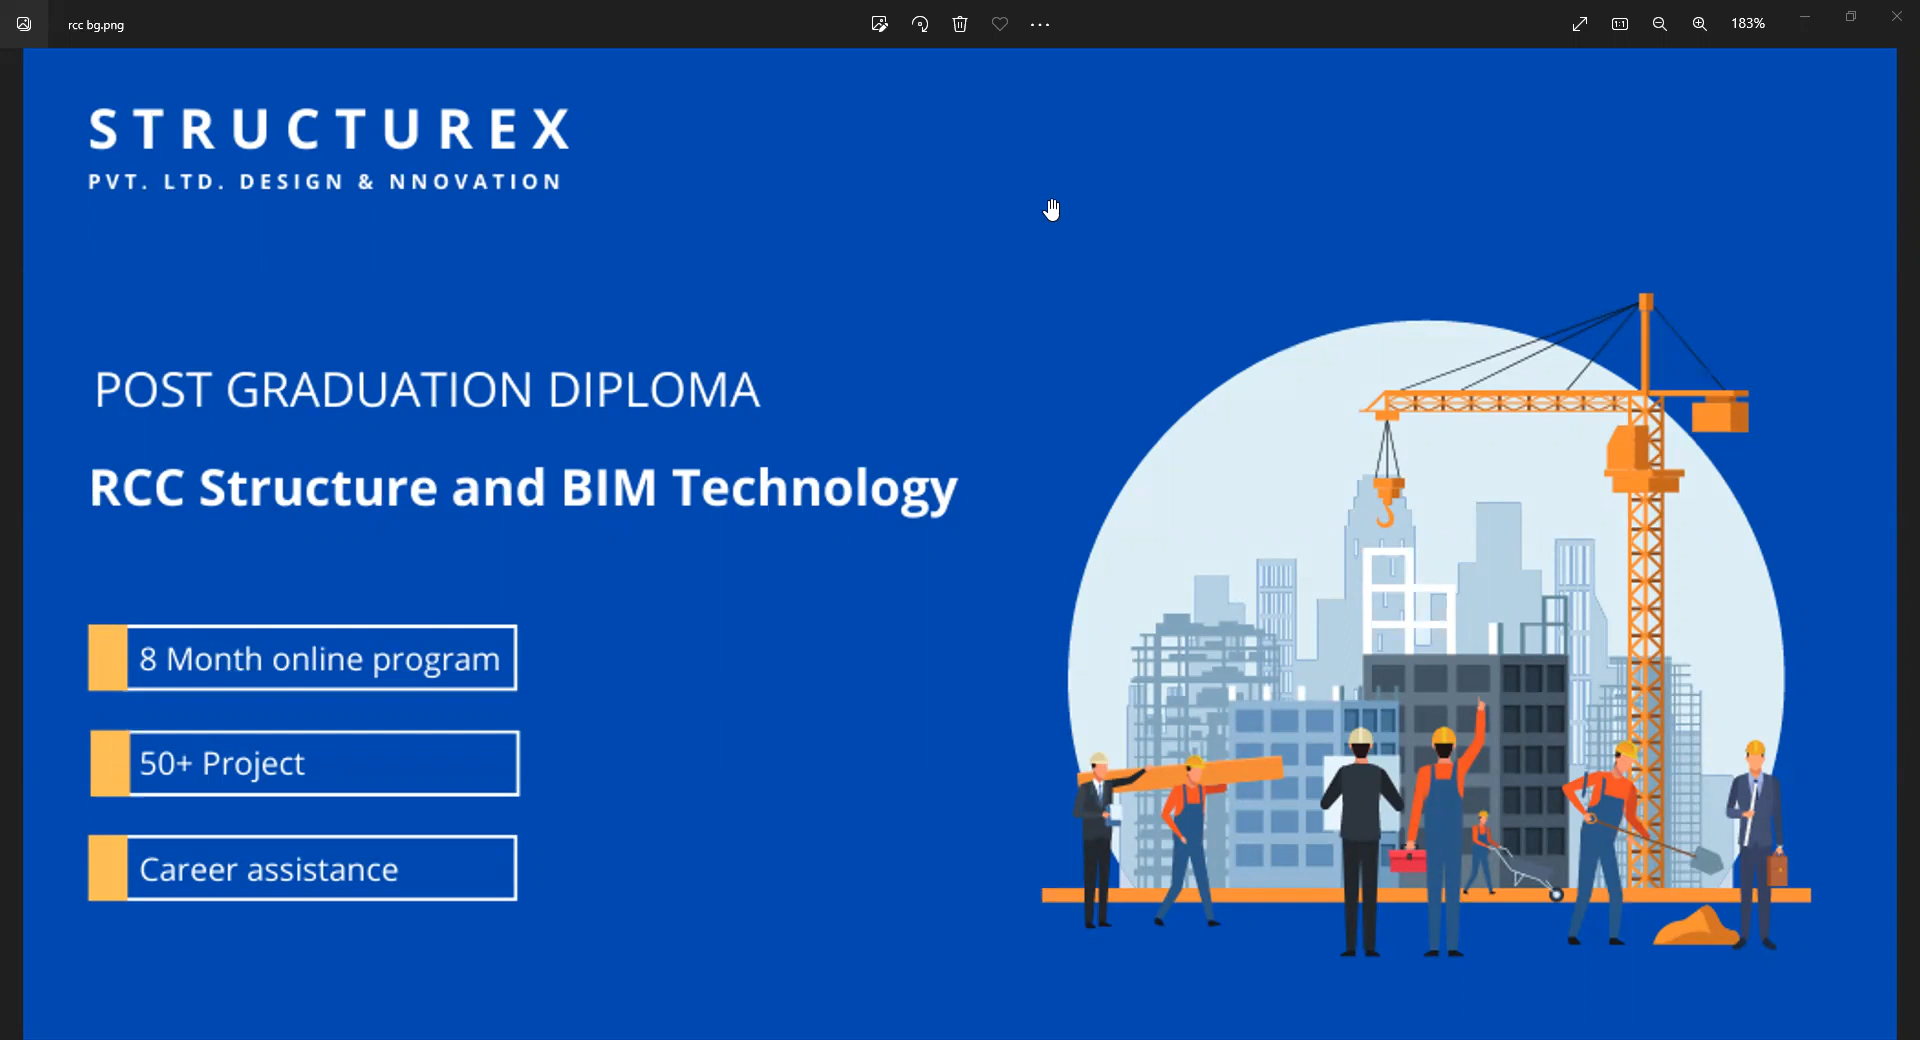 rcc bg.png
183%
STRUCTUREX
PVT. LTD. DESIGN & NNOVATION
POST GRADUATION DIPLOMA
RCC Structure and BIM Technology
8 Month online program
50+ Project
Career assistance